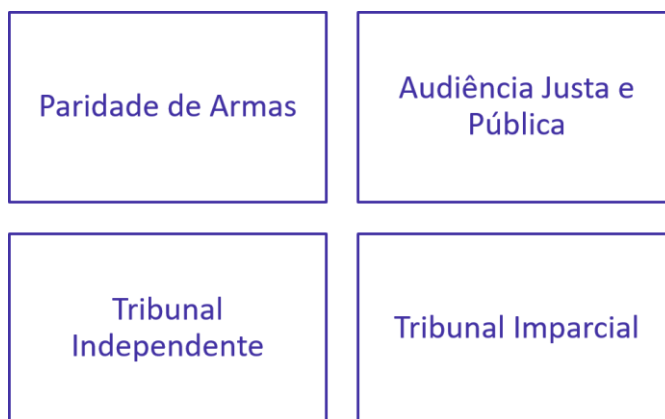 Paridade de Armas
Audiência Justa e
Pública
Tribunal
Independente
Tribunal Imparcial